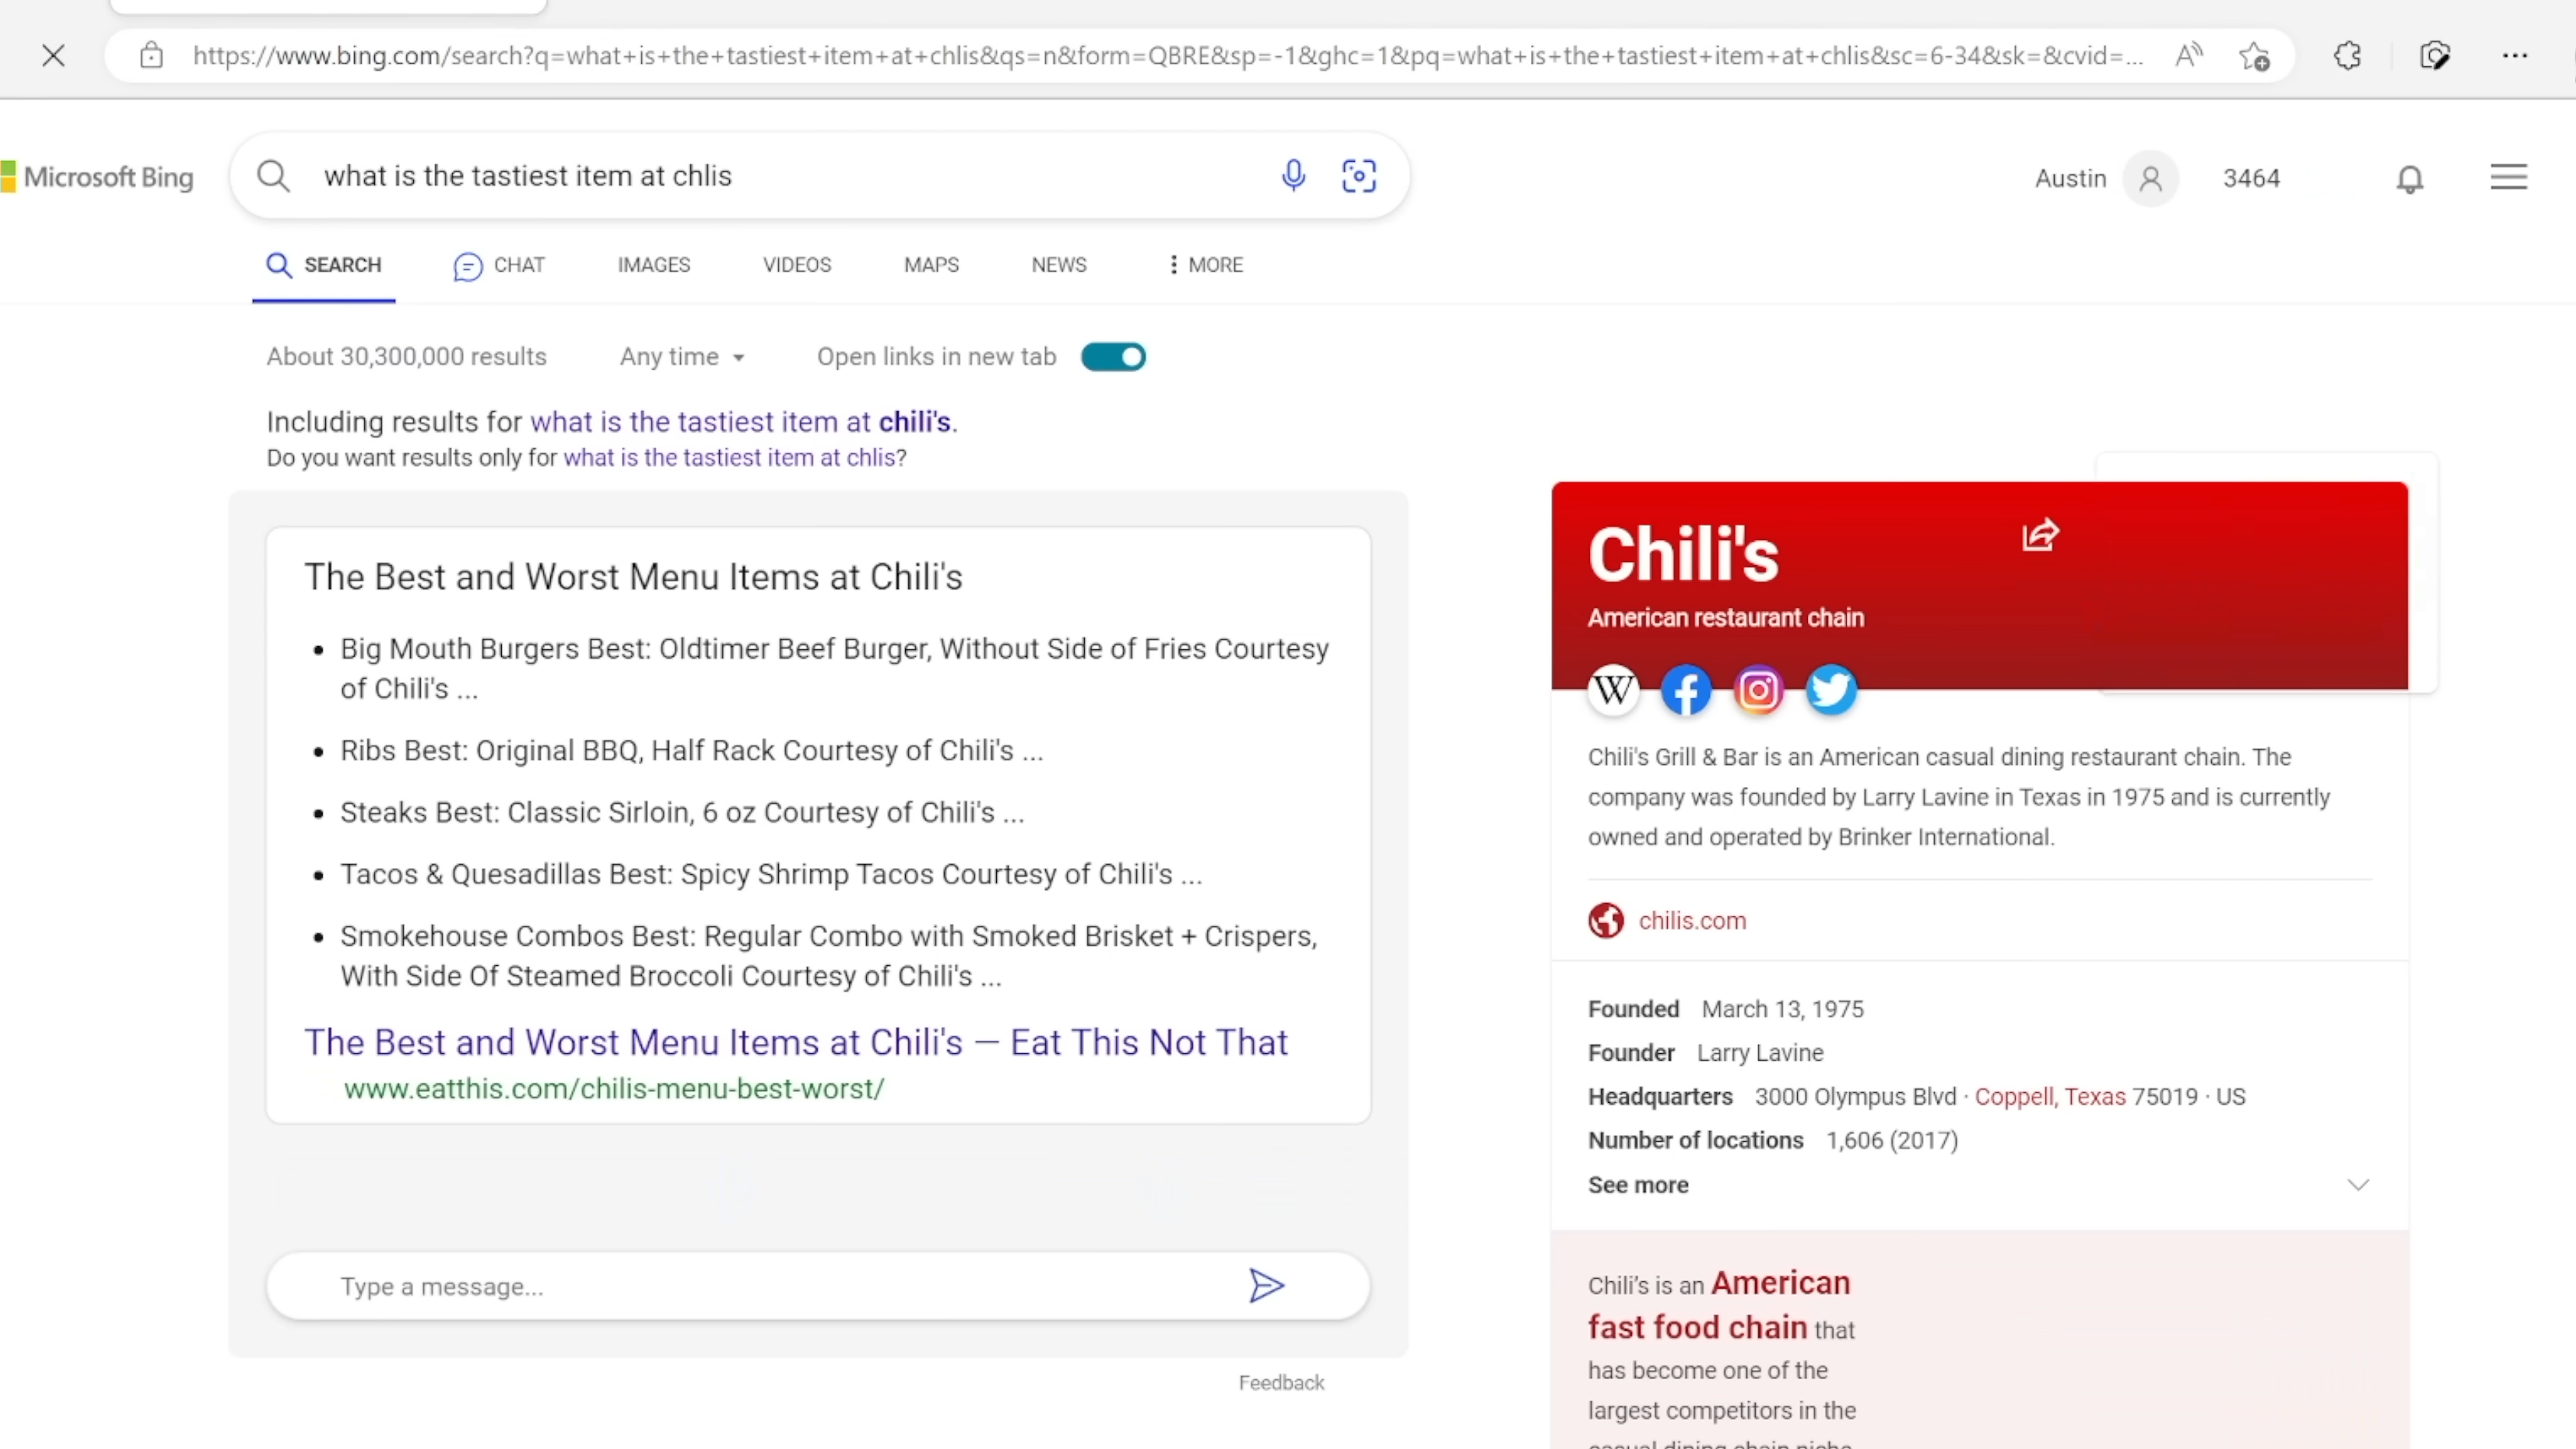 https://www.bing.com/search?q=what+is+the+tastiest+item+at+chlis&qs=n&form=QBRE&sp=-1&ghc=1&pq=what+is+the+tastiest+item+at+chlis&sc=6-34&sk=&cvid=...
Microsoft Bing
what is the tastiest item at chlis
Austin
3464
SEARCH
CHAT
IMAGES
VIDEOS
MAPS
NEWS
MORE
About 30,300,000 results
Any time
Open links in new tab
Including results for what is the tastiest item at chili's.
Do you want results only for what is the tastiest item at chlis?
The Best and Worst Menu Items at Chili's
• Big Mouth Burgers Best: Oldtimer Beef Burger, Without Side of Fries Courtesy
of Chili's ...
• Ribs Best: Original BBQ, Half Rack Courtesy of Chili's ...
• Steaks Best: Classic Sirloin, 6 oz Courtesy of Chili's ...
• Tacos & Quesadillas Best: Spicy Shrimp Tacos Courtesy of Chili's ...
• Smokehouse Combos Best: Regular Combo with Smoked Brisket + Crispers,
With Side Of Steamed Broccoli Courtesy of Chili's ...
The Best and Worst Menu Items at Chili's — Eat This Not That
www.eatthis.com/chilis-menu-best-worst/
Type a message...
Feedback
Chili's
American restaurant chain
Chili's Grill & Bar is an American casual dining restaurant chain. The
company was founded by Larry Lavine in Texas in 1975 and is currently
owned and operated by Brinker International.
chilis.com
Founded March 13, 1975
Founder Larry Lavine
Headquarters 3000 Olympus Blvd · Coppell, Texas 75019 · US
Number of locations 1,606 (2017)
See more
Chili's is an American
fast food chain that
has become one of the
largest competitors in the
casual dining chain niche